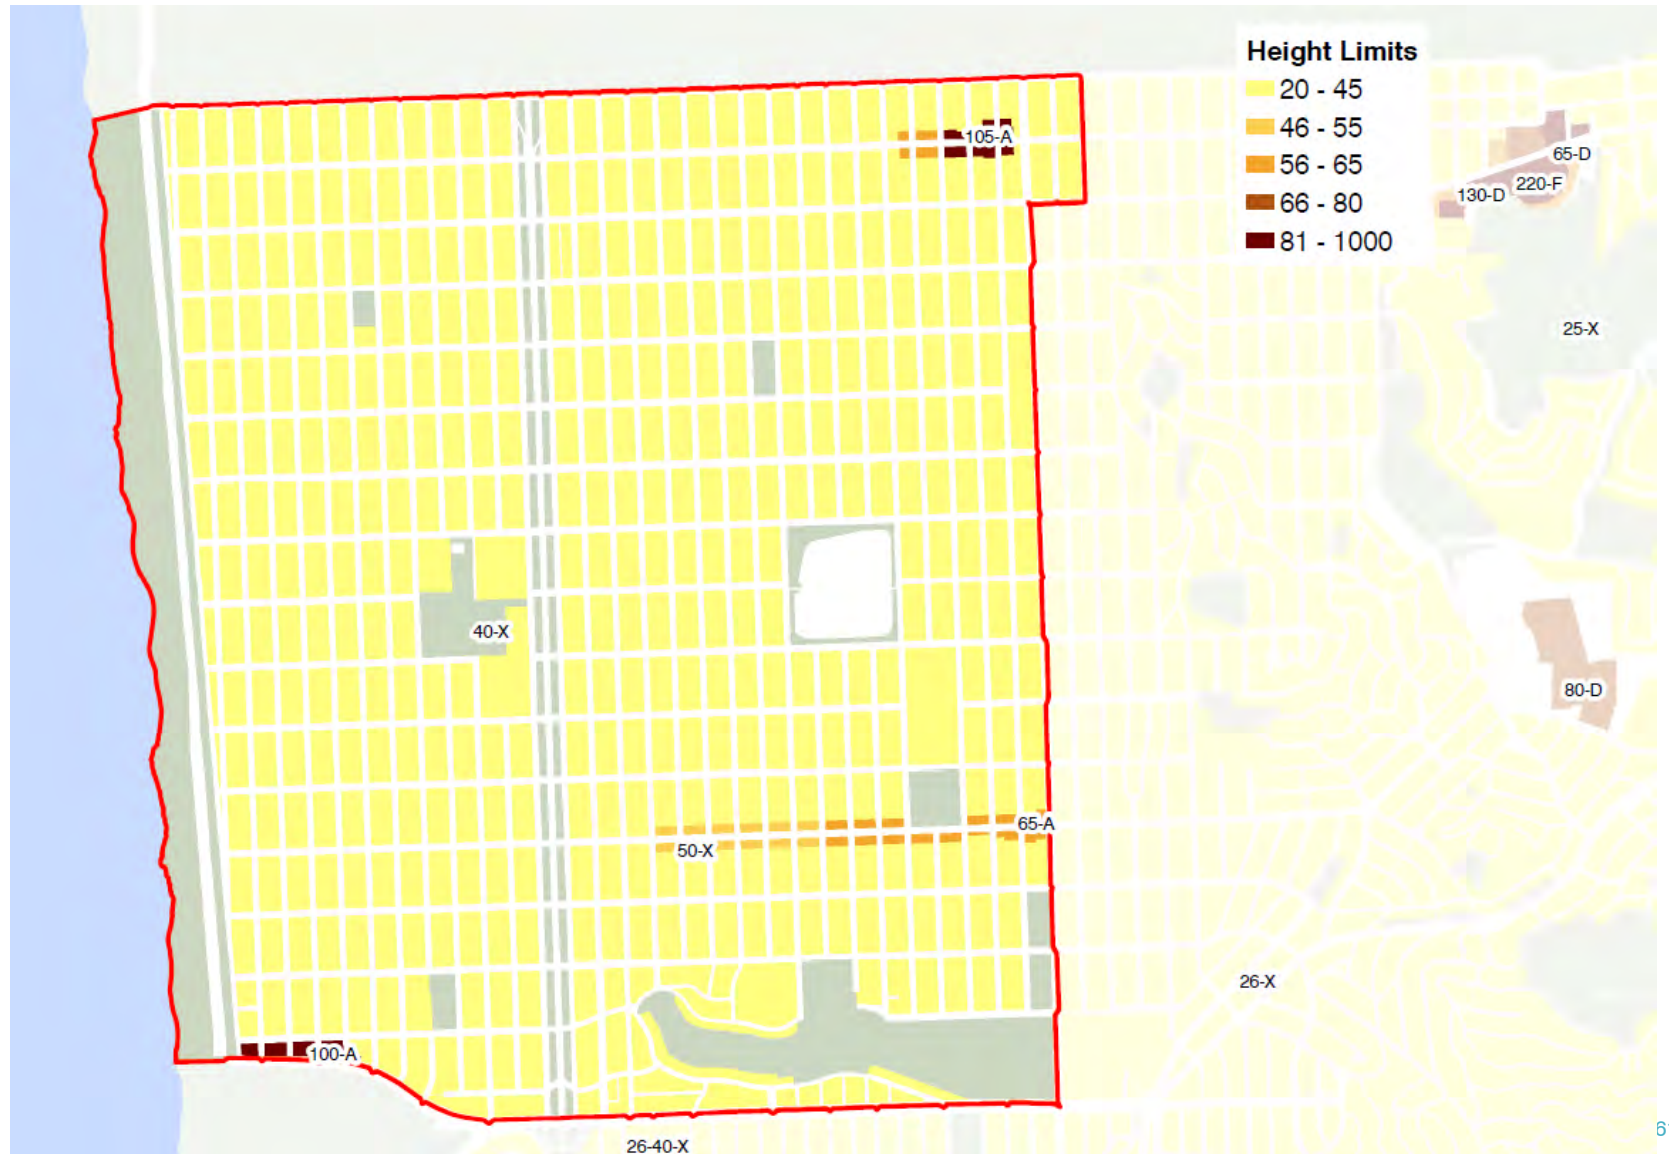 Height Limits
20 - 45
46 - 55
56 - 65
66 - 80
81 - 1000
105-A
65-D
220-F
130-D
25-X
40-X
80-D
65-A
50-X
26-X
100-A
26-40-X